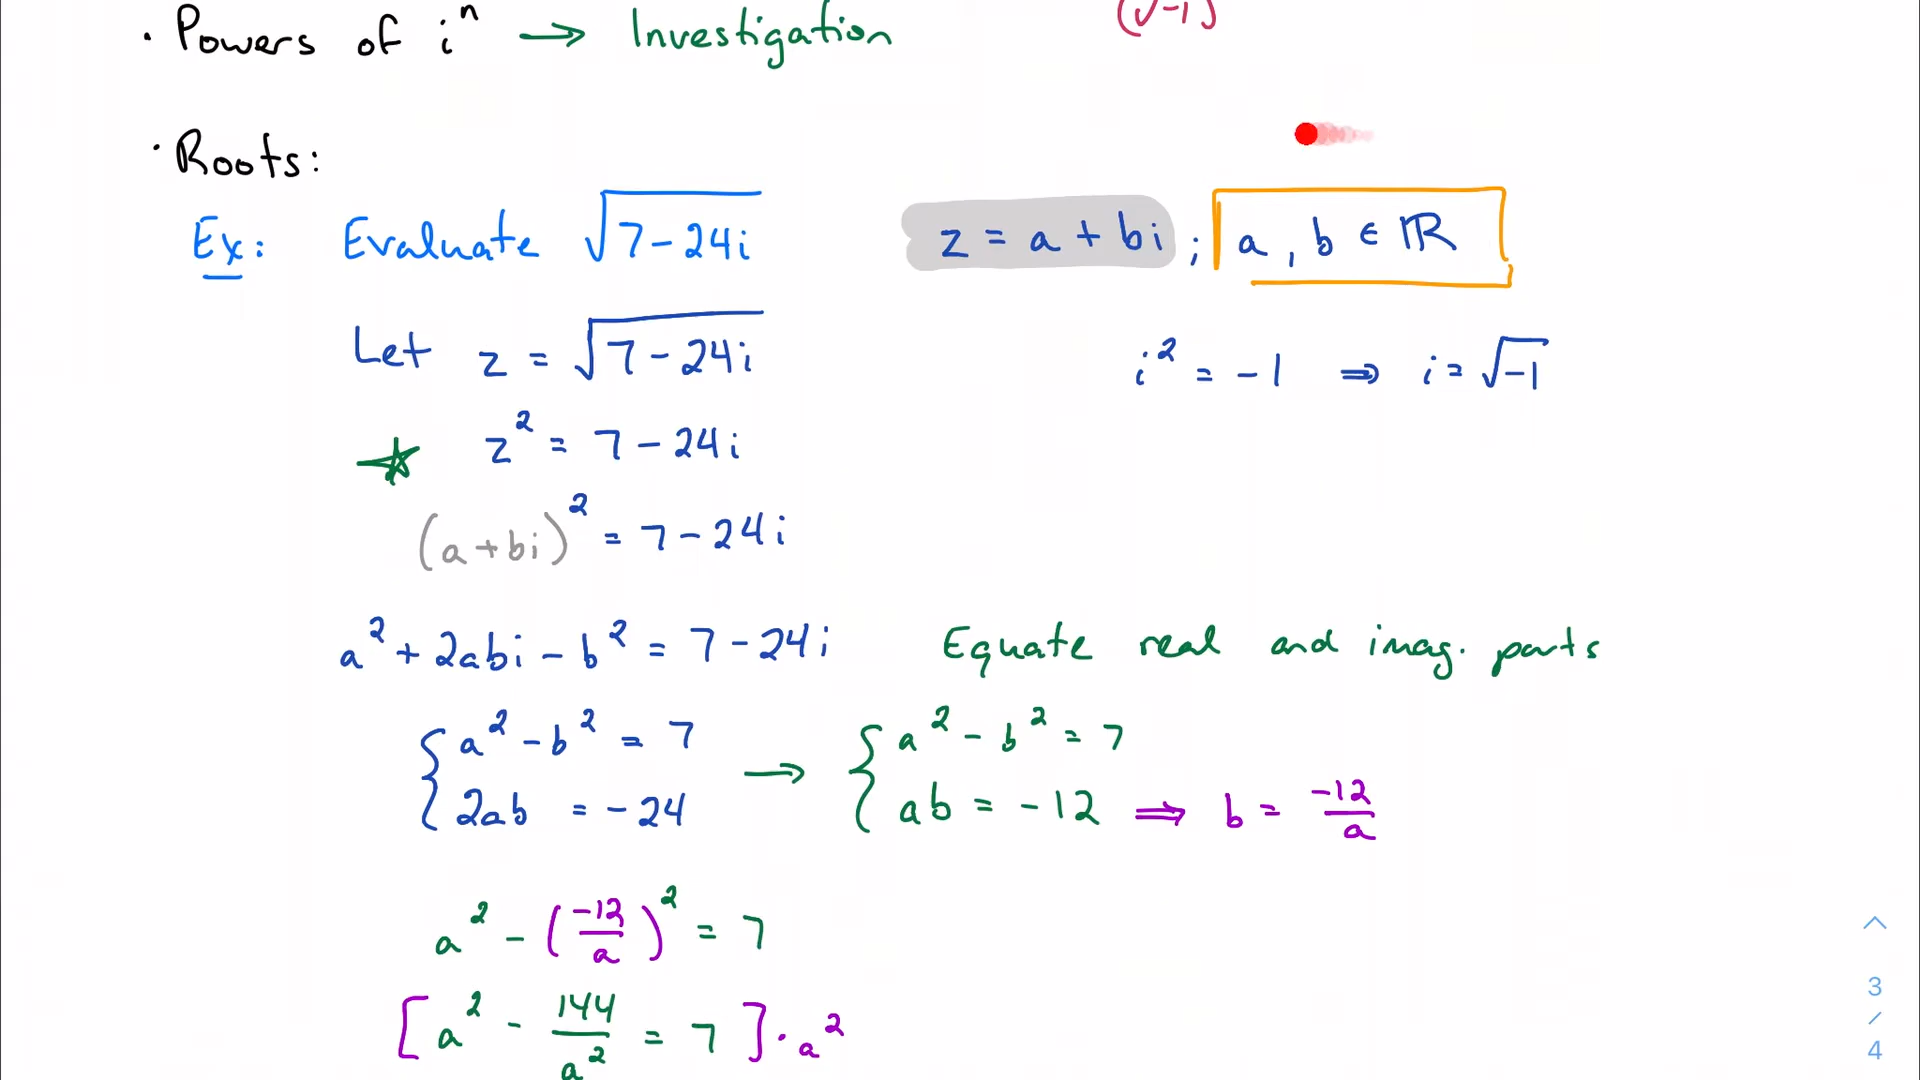 · Powers of iⁿ → Investigation
(√-1)
· Roots:
Ex: Evaluate √(7-24i)
z = a + bi ; a, b ∈ ℝ
Let z = √(7-24i)
i² = -1 ⇒ i = √-1
☆ z² = 7-24i
(a+bi)² = 7-24i
a² + 2abi - b² = 7-24i
Equate real and imag. parts
{ a² - b² = 7
2ab = -24
→ { a² - b² = 7
ab = -12 ⇒ b = -12/a
a² - (-12/a)² = 7
[a² - 144/a² = 7] · a²
3
/
4